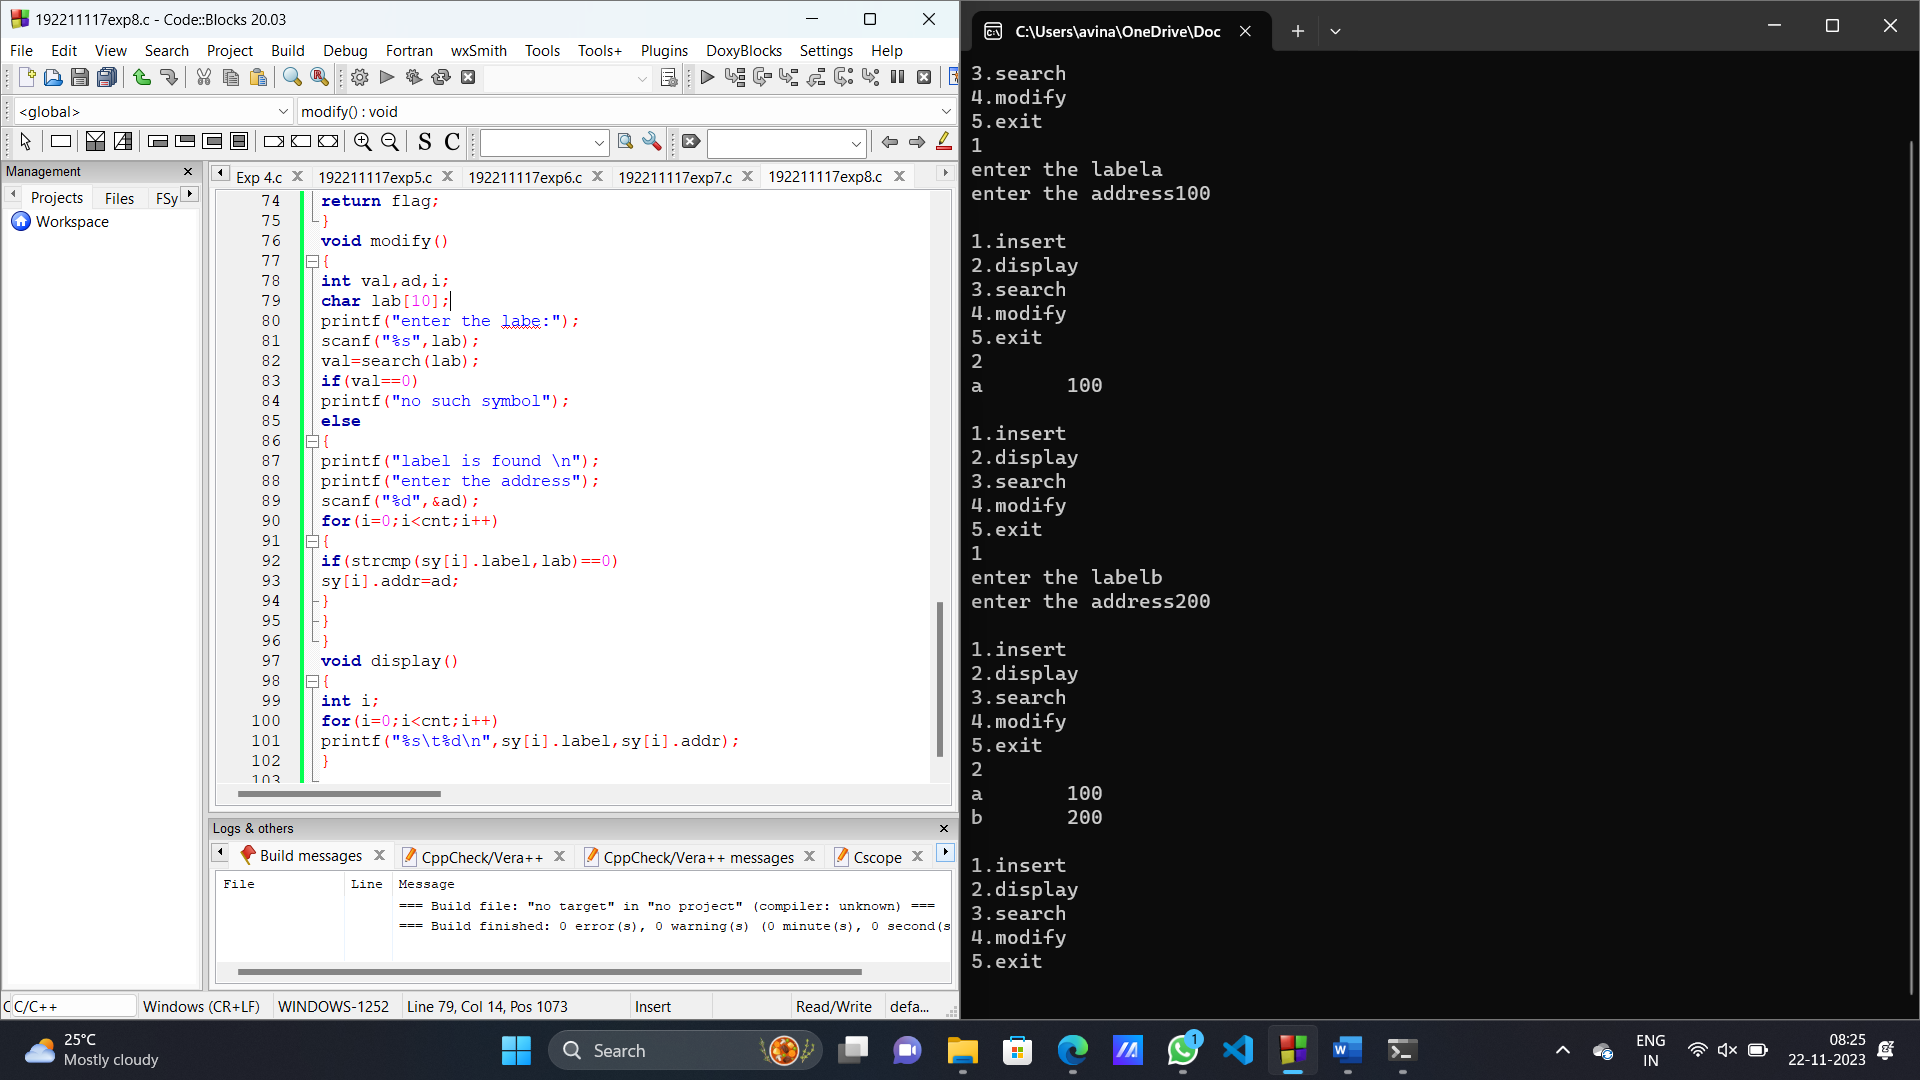 192211117exp8.c - Code::Blocks 20.03
File Edit View Search Project Build Debug Fortran wxSmith Tools Tools+ Plugins DoxyBlocks Settings Help
<global>
modify() : void
S C
Management
Projects Files FSy
Workspace
Exp 4.c 192211117exp5.c 192211117exp6.c 192211117exp7.c 192211117exp8.c
74 return flag;
75 }
76 void modify()
77 {
78 int val,ad,i;
79 char lab[10];
80 printf("enter the labe:");
81 scanf("%s",lab);
82 val=search(lab);
83 if(val==0)
84 printf("no such symbol");
85 else
86 {
87 printf("label is found \n");
88 printf("enter the address");
89 scanf("%d",&ad);
90 for(i=0;i<cnt;i++)
91 {
92 if(strcmp(sy[i].label,lab)==0)
93 sy[i].addr=ad;
94 }
95 }
96 }
97 void display()
98 {
99 int i;
100 for(i=0;i<cnt;i++)
101 printf("%s\t%d\n",sy[i].label,sy[i].addr);
102 }
103
Logs & others
Build messages CppCheck/Vera++ CppCheck/Vera++ messages Cscope
File Line Message
=== Build file: "no target" in "no project" (compiler: unknown) ===
=== Build finished: 0 error(s), 0 warning(s) (0 minute(s), 0 second(s
C C/C++ Windows (CR+LF) WINDOWS-1252 Line 79, Col 14, Pos 1073 Insert Read/Write defa...
C:\Users\avina\OneDrive\Doc
3.search
4.modify
5.exit
1
enter the labela
enter the address100
1.insert
2.display
3.search
4.modify
5.exit
2
a 100
1.insert
2.display
3.search
4.modify
5.exit
1
enter the labelb
enter the address200
1.insert
2.display
3.search
4.modify
5.exit
2
a 100
b 200
1.insert
2.display
3.search
4.modify
5.exit
25°C
Mostly cloudy
Search
1
ENG
IN
08:25
22-11-2023